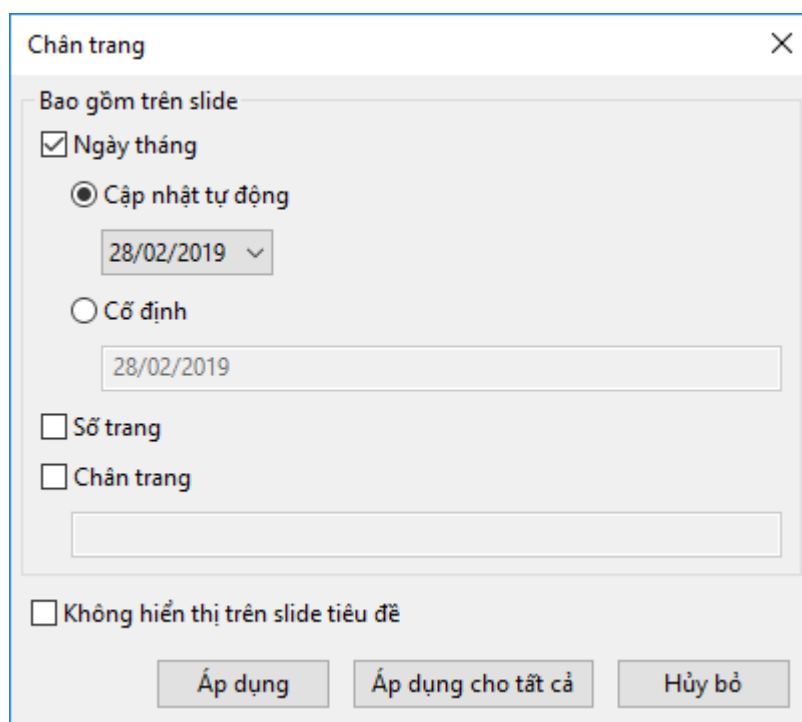 Chân trang
Bao gồm trên slide
Ngày tháng
Cập nhật tự động
28/02/2019
Cố định
28/02/2019
Số trang
Chân trang
Không hiển thị trên slide tiêu đề
Áp dụng Áp dụng cho tất cả Hủy bỏ